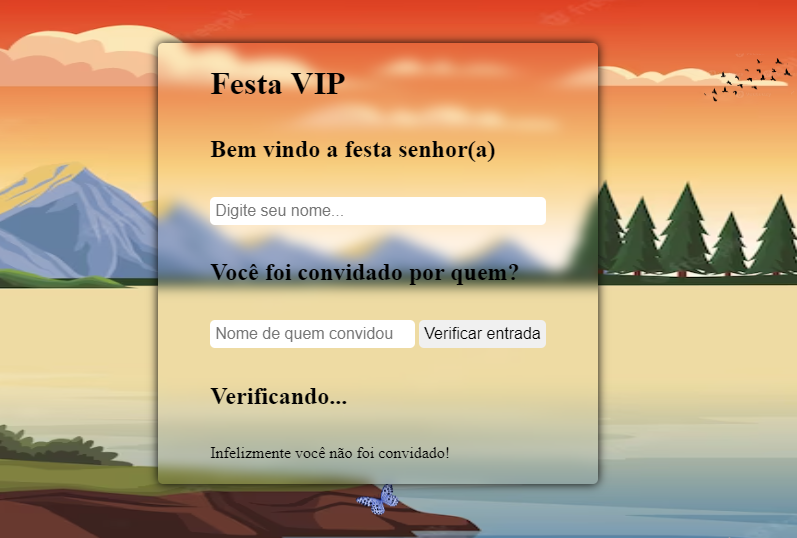 Festa VIP
Bem vindo a festa senhor(a)
Digite seu nome...
Você foi convidado por quem?
Nome de quem convidou Verificar entrada
Verificando...
Infelizmente você não foi convidado!